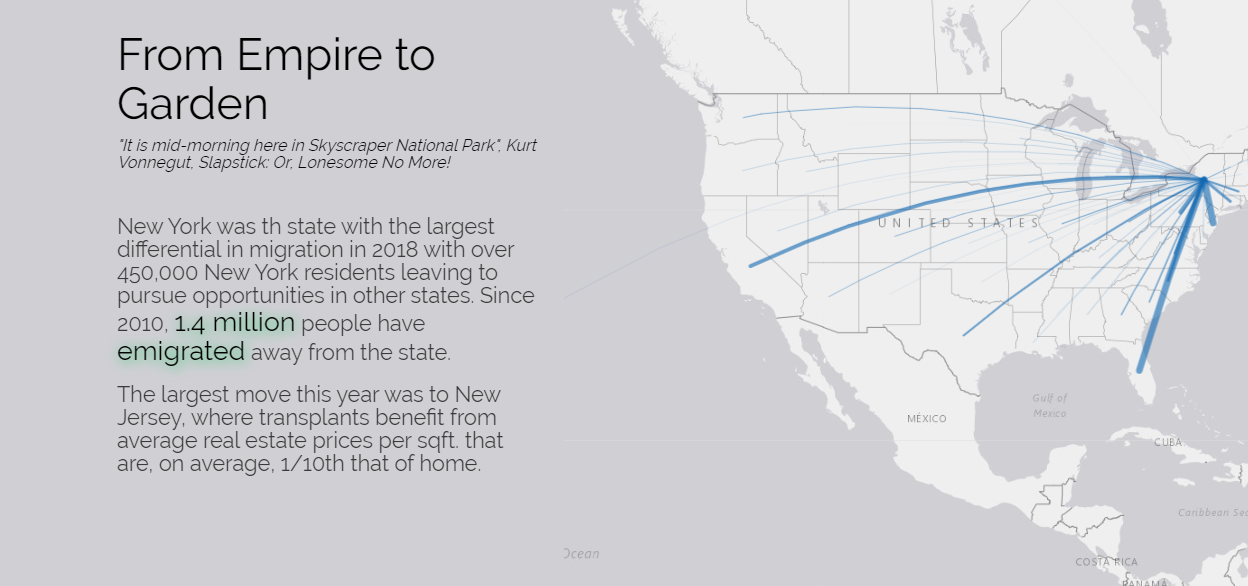 From Empire to
Garden
"It is mid-morning here in Skyscraper National Park", Kurt
Vonnegut, Slapstick: Or, Lonesome No More!
New York was th state with the largest
differential in migration in 2018 with over
450,000 New York residents leaving to
pursue opportunities in other states. Since
2010, 1.4 million people have
emigrated away from the state.
The largest move this year was to New
Jersey, where transplants benefit from
average real estate prices per sqft. that
are, on average, 1/10th that of home.
UNITED STATES
Gulf of
Mexico
MÉXICO
CUBA
Caribbean Sea
Ocean
COSTA RICA
PANAMÁ